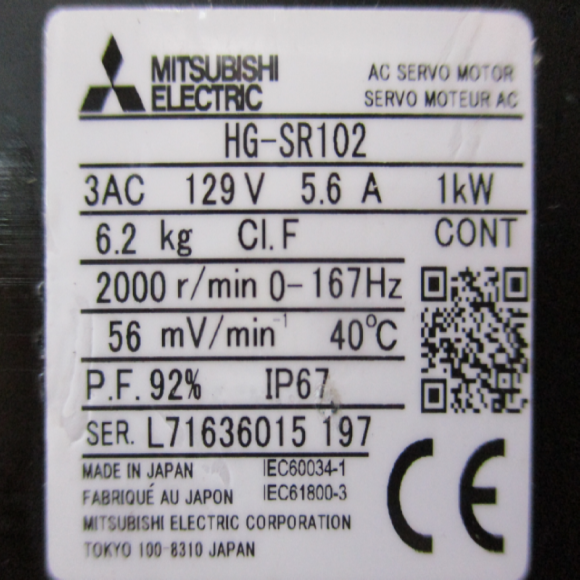 MITSUBISHI
ELECTRIC
AC SERVO MOTOR
SERVO MOTEUR AC
HG-SR102
3AC 129 V 5.6 A 1kW
6.2 kg Cl.F CONT
2000 r/min 0-167Hz
56 mV/min⁻¹ 40°C
P.F. 92% IP67
SER. L71636015 197
MADE IN JAPAN IEC60034-1
FABRIQUÉ AU JAPON IEC61800-3
MITSUBISHI ELECTRIC CORPORATION
TOKYO 100-8310 JAPAN
CE